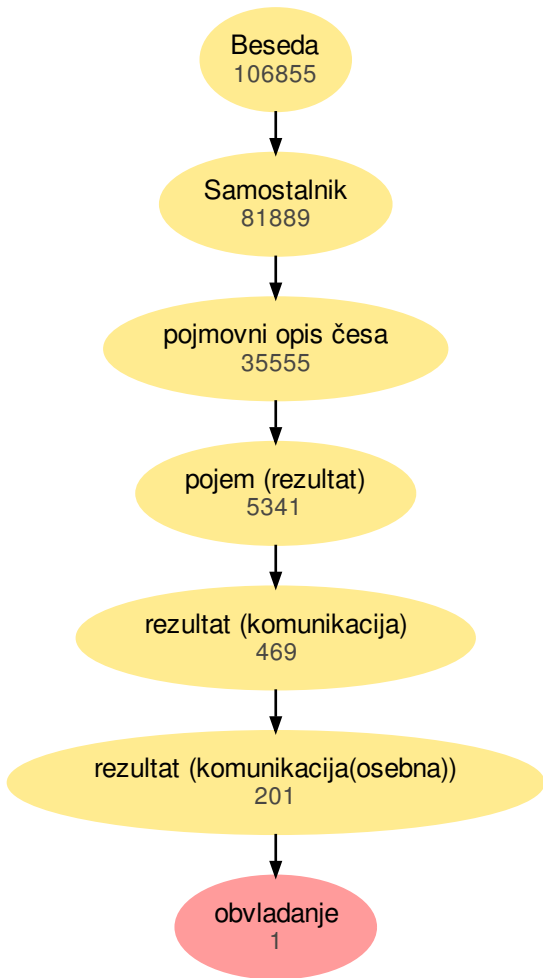 Beseda
106855
Samostalnik
81889
pojmovni opis česa
35555
pojem (rezultat)
5341
rezultat (komunikacija)
469
rezultat (komunikacija(osebna))
201
obvladanje
1